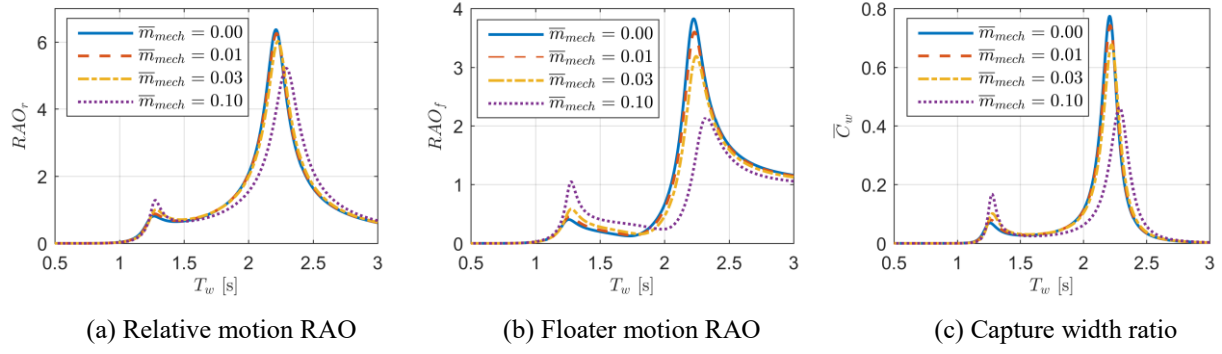 6
4
2
0
0.5 1 1.5 2 2.5 3
RAO_r
T_w [s]
m̅_mech = 0.00
m̅_mech = 0.01
m̅_mech = 0.03
m̅_mech = 0.10
(a) Relative motion RAO
4
3
2
1
0
0.5 1 1.5 2 2.5 3
RAO_f
T_w [s]
m̅_mech = 0.00
m̅_mech = 0.01
m̅_mech = 0.03
m̅_mech = 0.10
(b) Floater motion RAO
0.8
0.6
0.4
0.2
0
0.5 1 1.5 2 2.5 3
C̅_w
T_w [s]
m̅_mech = 0.00
m̅_mech = 0.01
m̅_mech = 0.03
m̅_mech = 0.10
(c) Capture width ratio